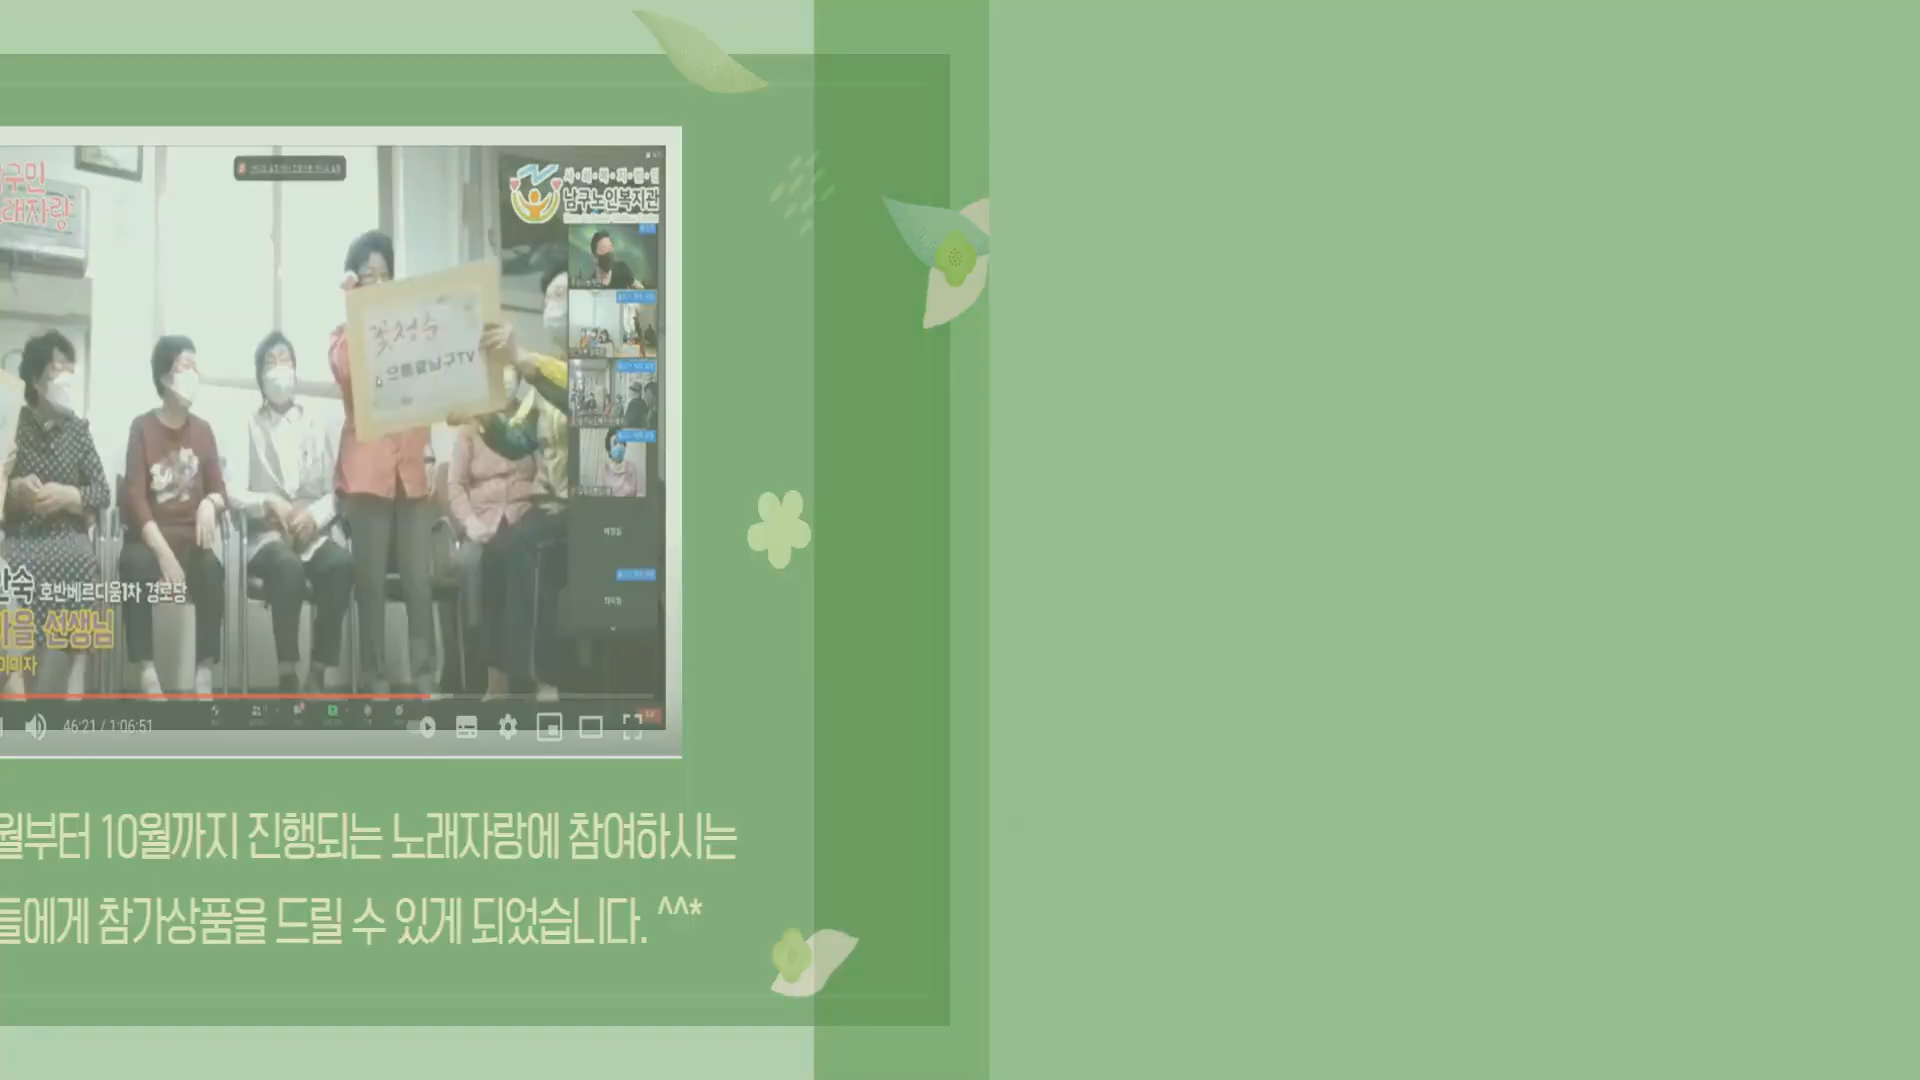 구민
래자랑
사·회·복·지·법·인
남구노인복지관
꽃청춘
으뜸효남구TV
숙 호반베르디움1차 경로당
마을 선생님
이미자
46:21 / 1:06:51
월부터 10월까지 진행되는 노래자랑에 참여하시는
들에게 참가상품을 드릴 수 있게 되었습니다. ^^*